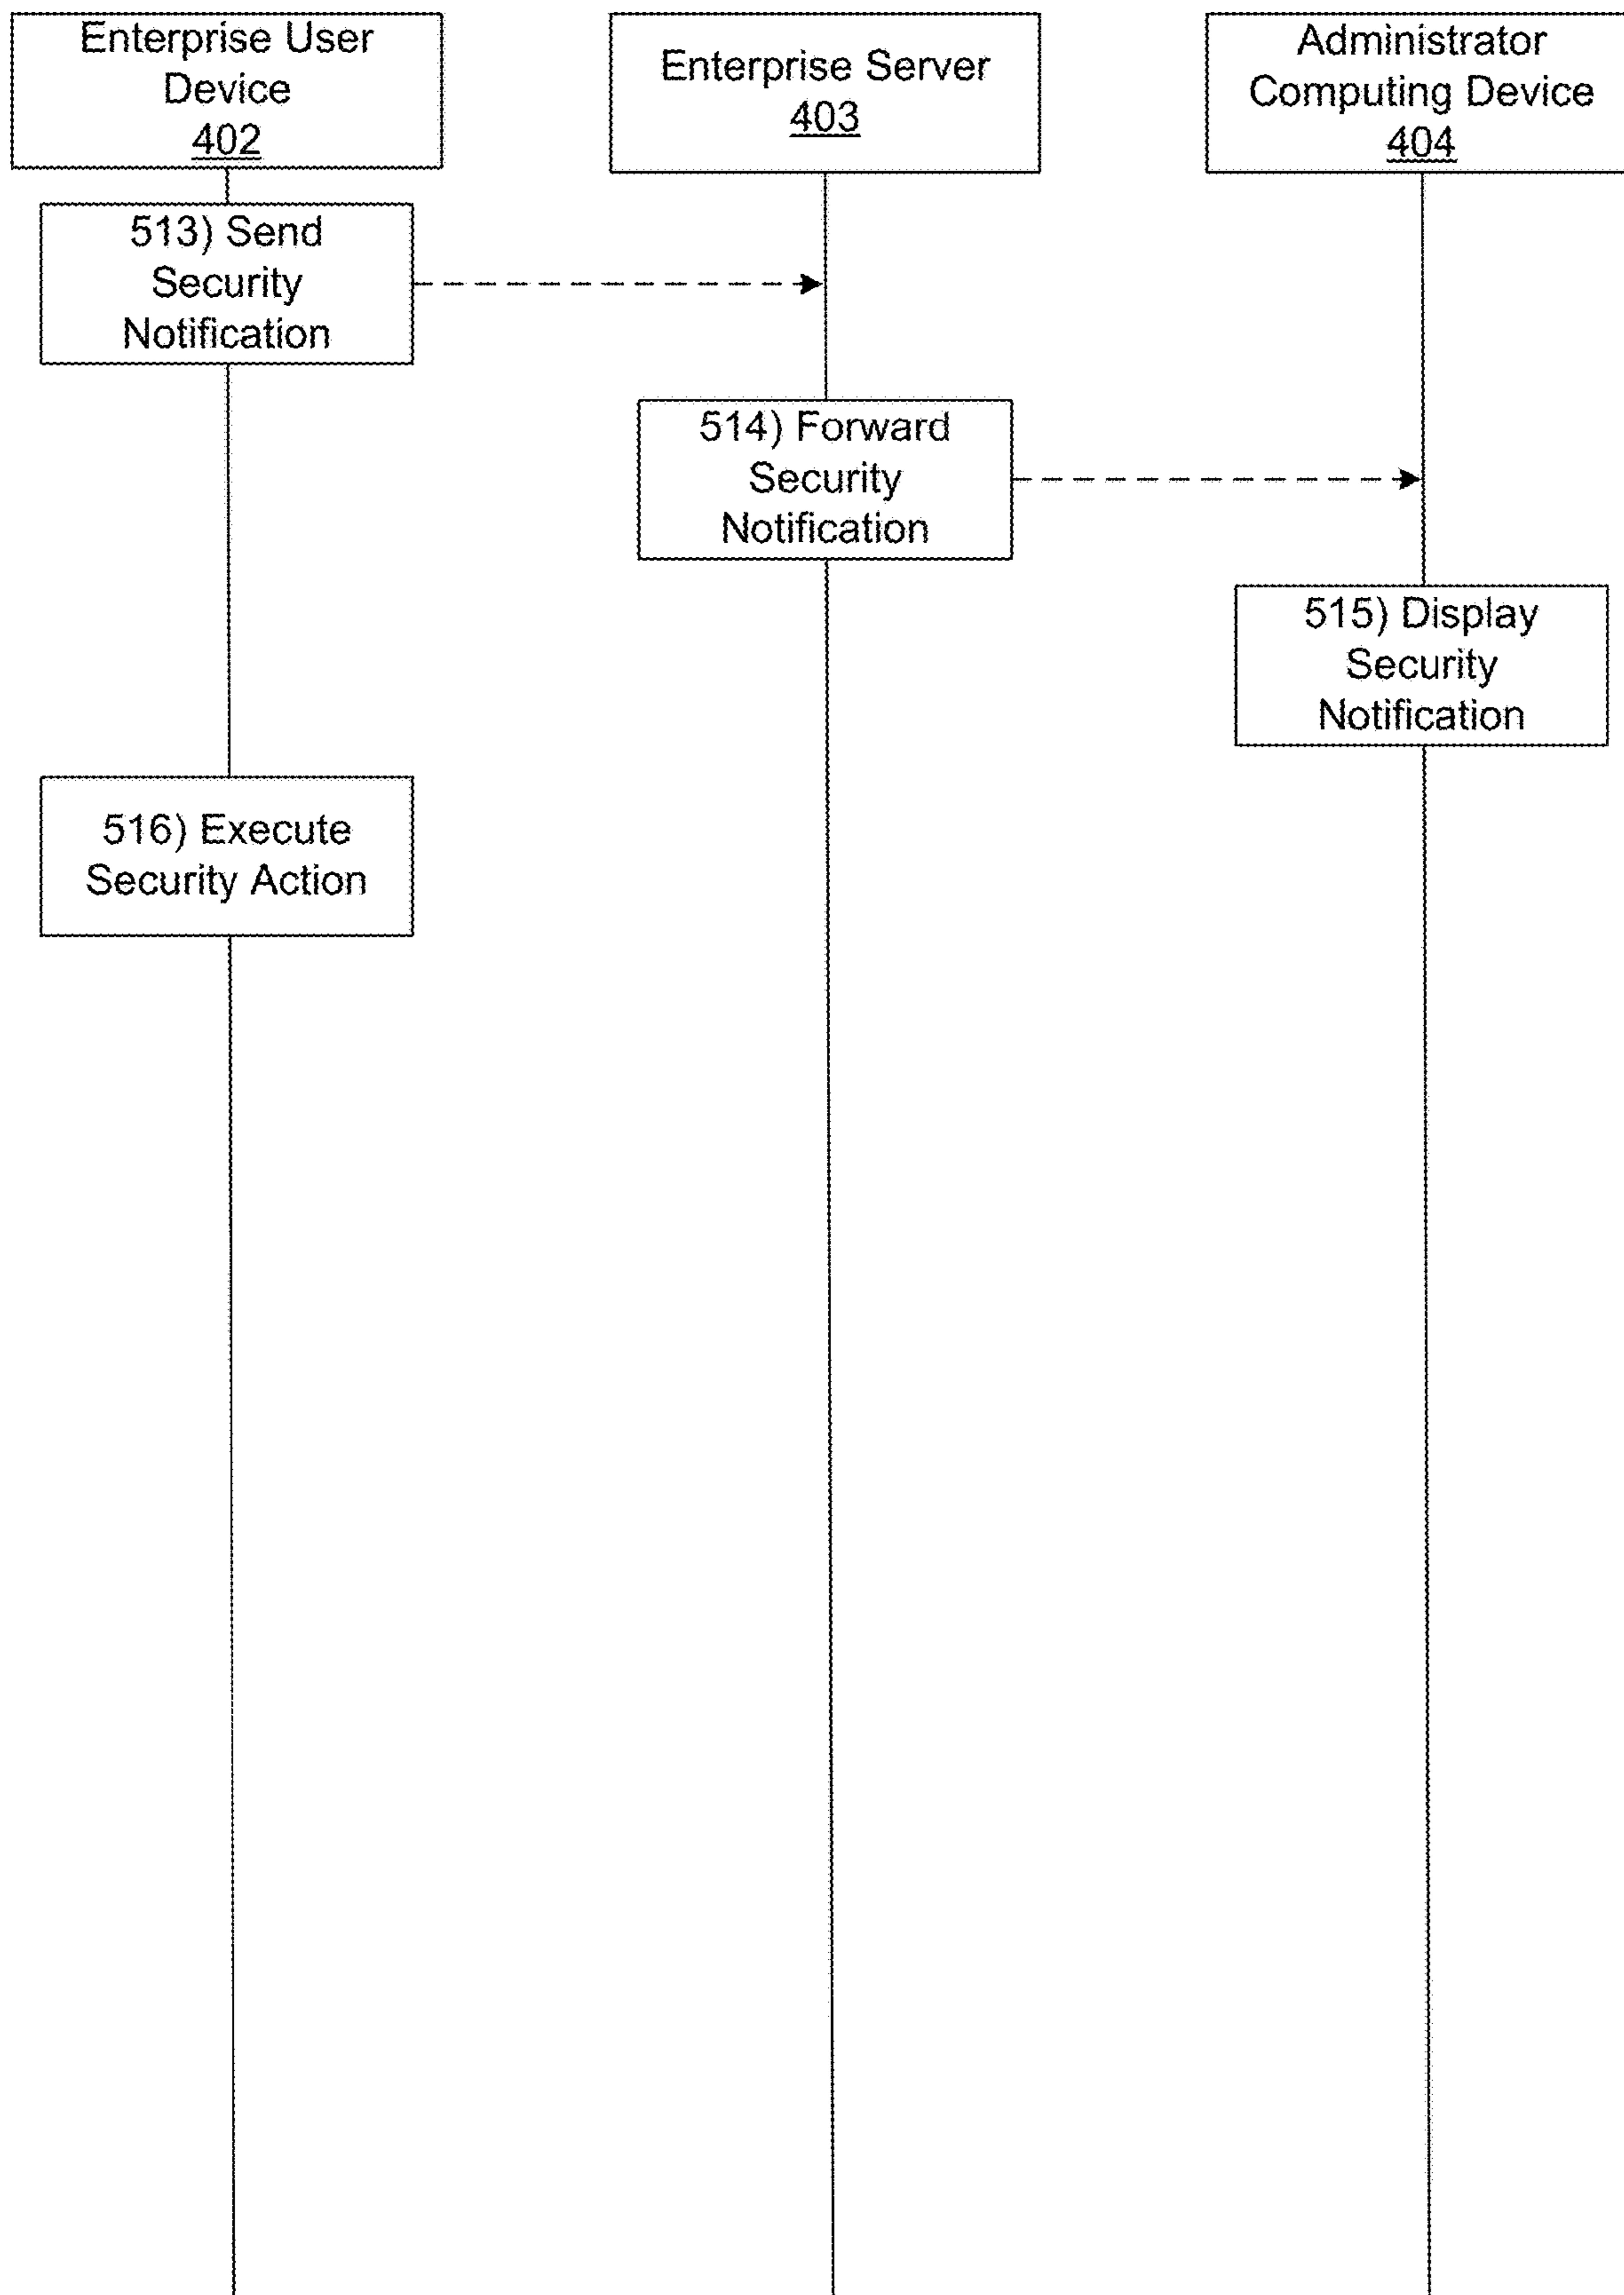 Enterprise User
Device
402
Enterprise Server
403
Administrator
Computing Device
404
513) Send
Security
Notification
514) Forward
Security
Notification
515) Display
Security
Notification
516) Execute
Security Action